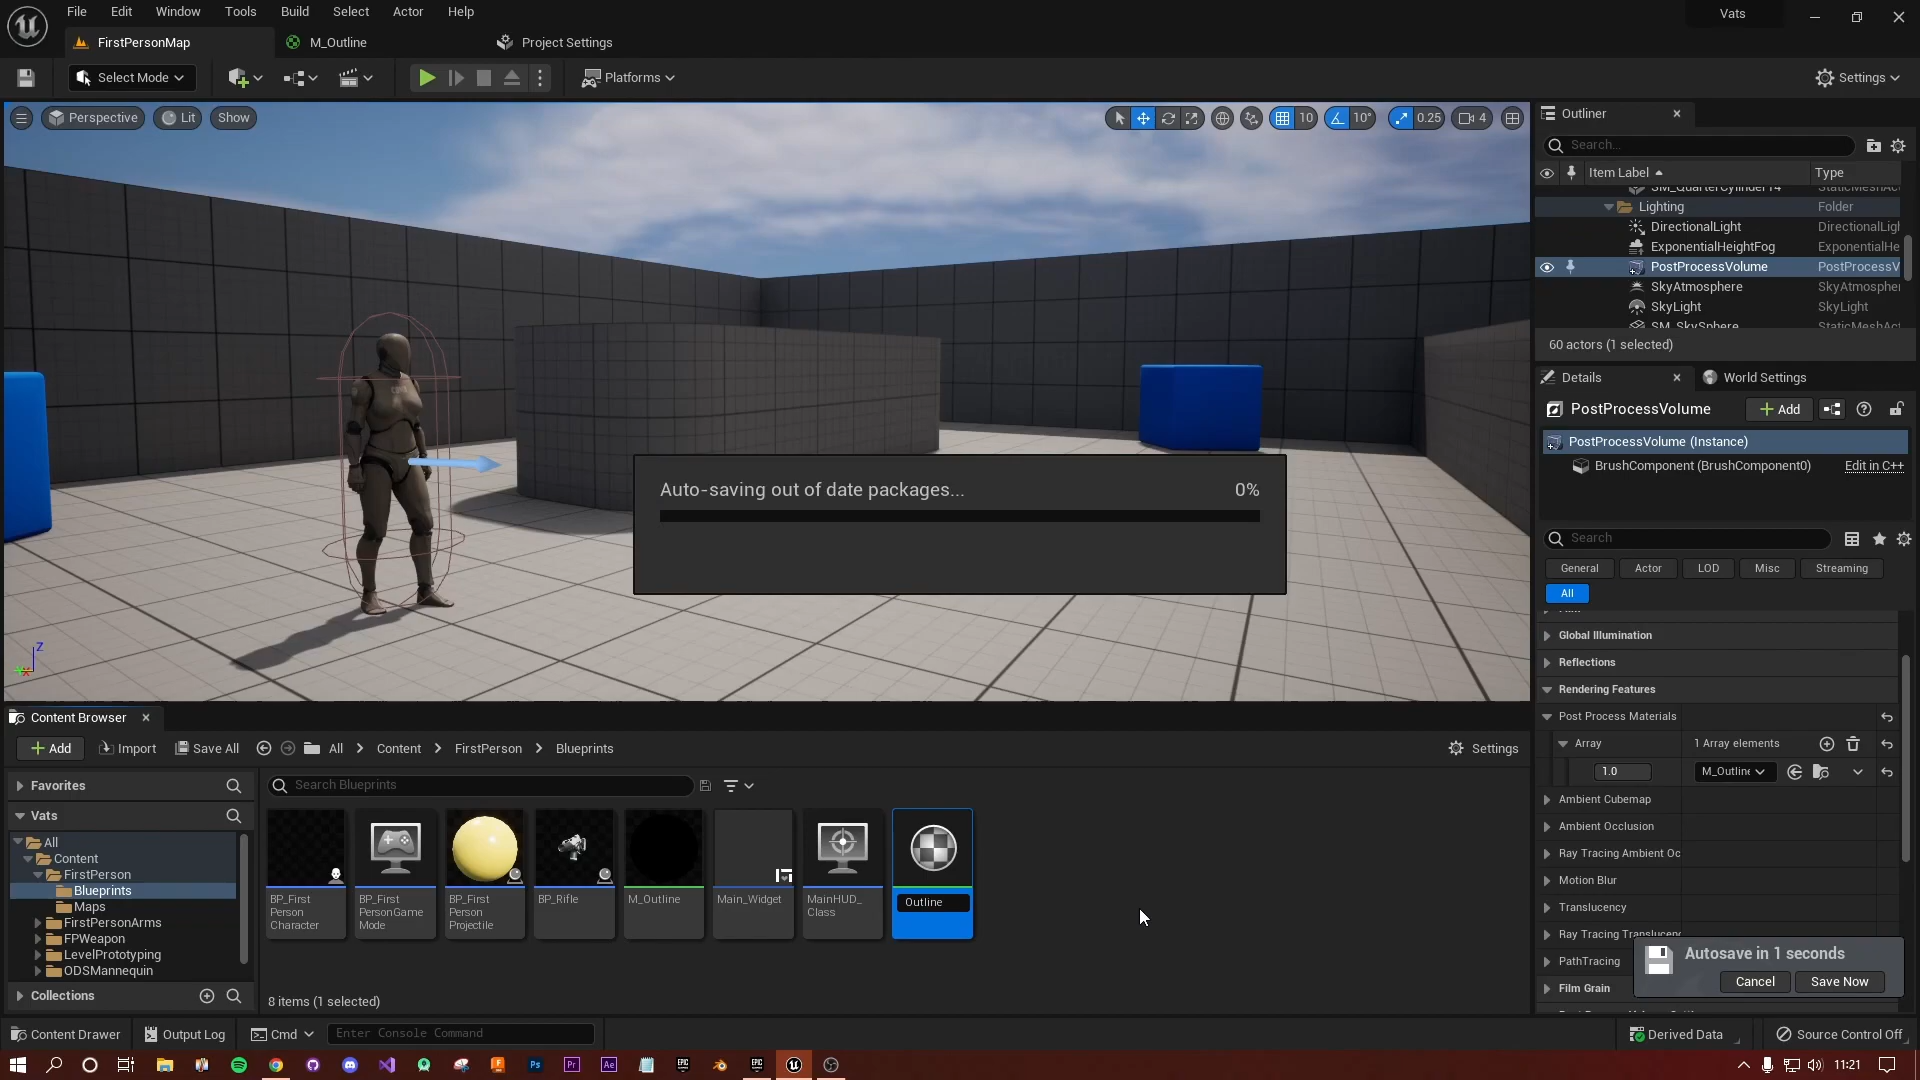 File Edit Window Tools Build Select Actor Help
Vats
FirstPersonMap
M_Outline
Project Settings
Select Mode
Platforms
Settings
Perspective
Lit
Show
10
10°
0.25
4
Outliner
Search...
Item Label
Type
SM_QuarterCylinder14
StaticMeshAct
Lighting
Folder
DirectionalLight
DirectionalLigh
ExponentialHeightFog
ExponentialHe
PostProcessVolume
PostProcessV
SkyAtmosphere
SkyAtmospher
SkyLight
SkyLight
SM_SkySphere
StaticMeshAct
60 actors (1 selected)
Details
World Settings
PostProcessVolume
Add
PostProcessVolume (Instance)
BrushComponent (BrushComponent0)
Edit in C++
Search
General
Actor
LOD
Misc
Streaming
All
Global Illumination
Reflections
Rendering Features
Post Process Materials
Array
1 Array elements
1.0
M_Outline
Ambient Cubemap
Ambient Occlusion
Ray Tracing Ambient Oc
Motion Blur
Translucency
Ray Tracing Translucenc
PathTracing
Film Grain
Autosave in 1 seconds
Cancel
Save Now
Auto-saving out of date packages...
0%
Z
Content Browser
Add
Import
Save All
All
Content
FirstPerson
Blueprints
Settings
Favorites
Search Blueprints
Vats
All
Content
FirstPerson
Blueprints
Maps
FirstPersonArms
FPWeapon
LevelPrototyping
ODSMannequin
Collections
BP_First
Person
Character
BP_First
PersonGame
Mode
BP_First
Person
Projectile
BP_Rifle
M_Outline
Main_Widget
MainHUD_
Class
Outline
8 items (1 selected)
Content Drawer
Output Log
Cmd
Enter Console Command
Derived Data
Source Control Off
11:21